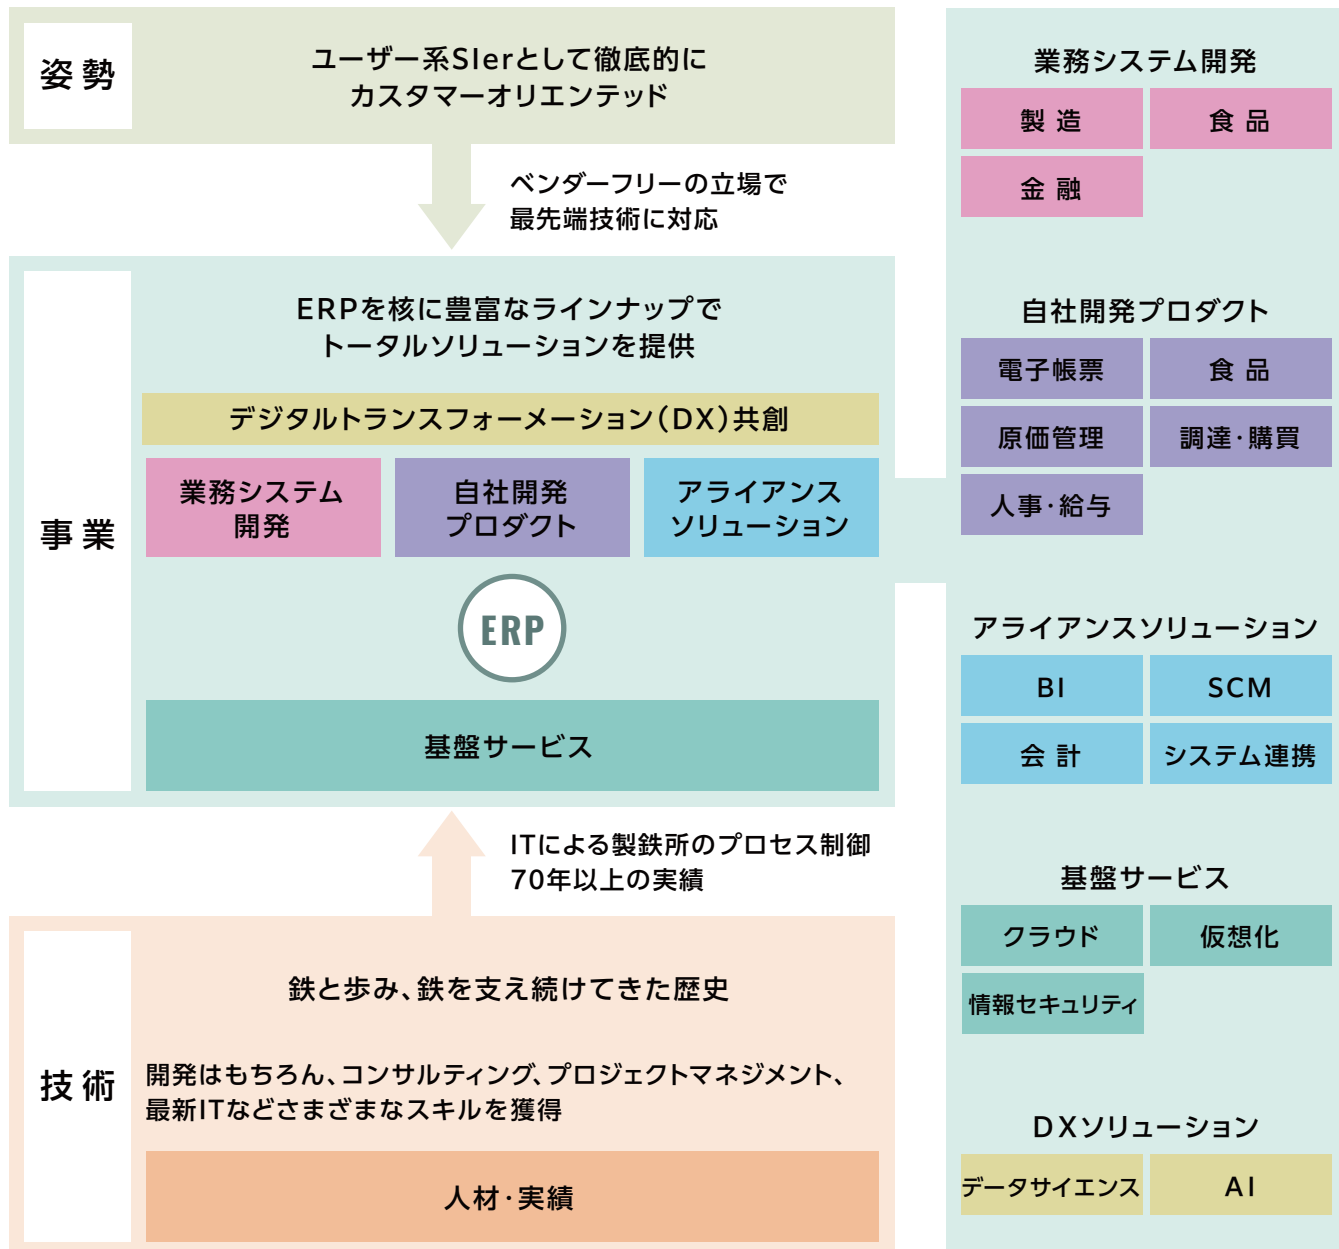 姿勢
ユーザー系SIerとして徹底的に
カスタマーオリエンテッド
ベンダーフリーの立場で
最先端技術に対応
事業
ERPを核に豊富なラインナップで
トータルソリューションを提供
デジタルトランスフォーメーション(DX)共創
業務システム
開発
自社開発
プロダクト
アライアンス
ソリューション
ERP
基盤サービス
ITによる製鉄所のプロセス制御
70年以上の実績
技術
鉄と歩み、鉄を支え続けてきた歴史
開発はもちろん、コンサルティング、プロジェクトマネジメント、
最新ITなどさまざまなスキルを獲得
人材・実績
業務システム開発
製造
食品
金融
自社開発プロダクト
電子帳票
食品
原価管理
調達・購買
人事・給与
アライアンスソリューション
BI
SCM
会計
システム連携
基盤サービス
クラウド
仮想化
情報セキュリティ
DXソリューション
データサイエンス
AI